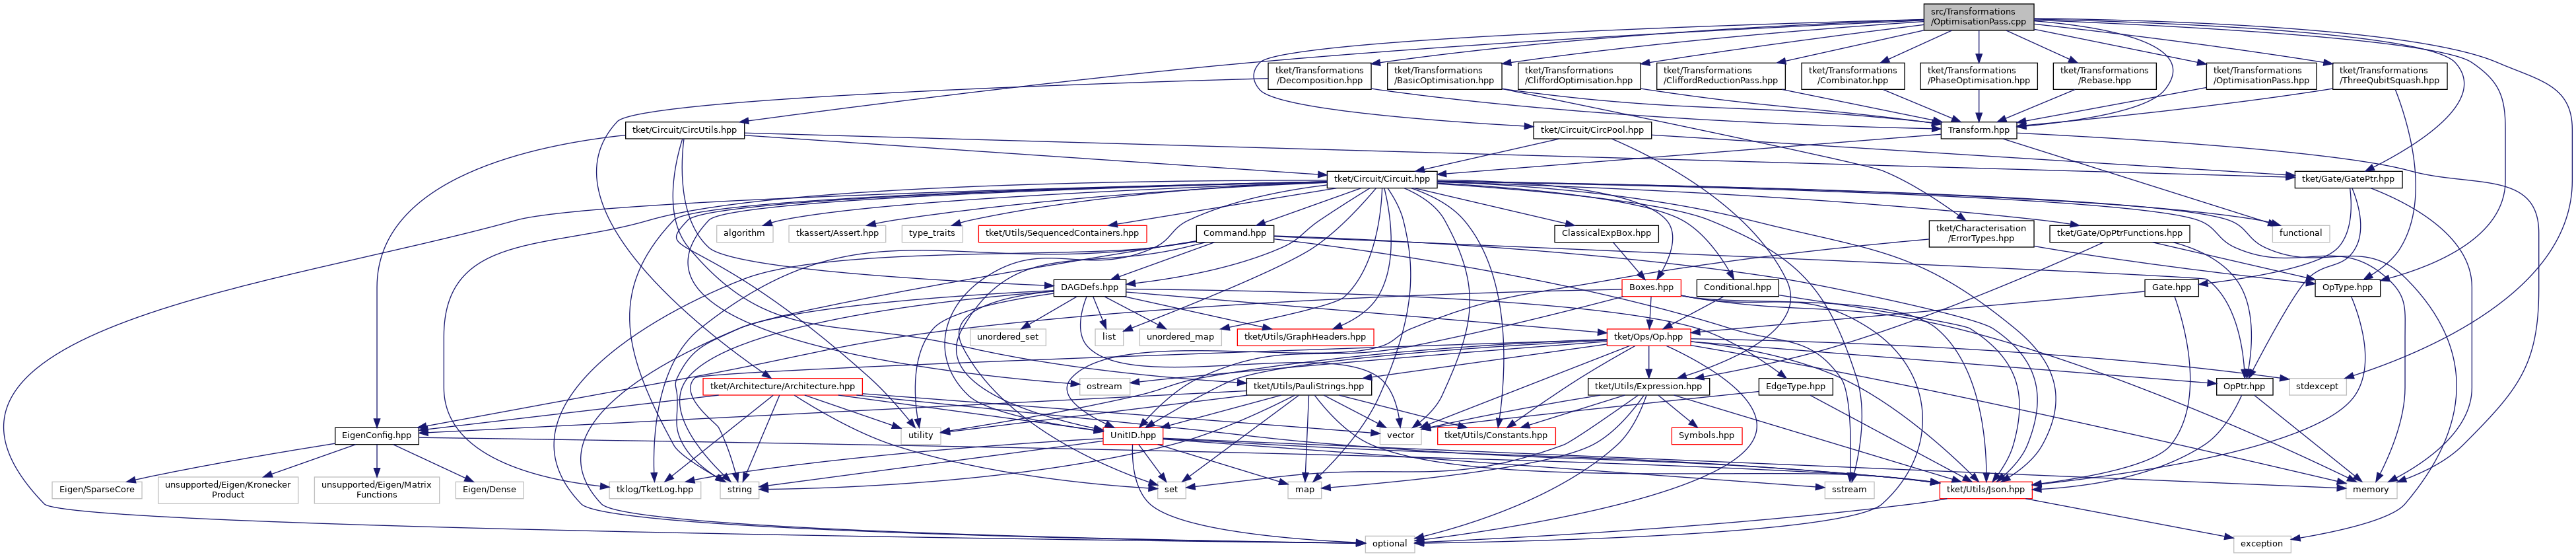 src/Transformations
/OptimisationPass.cpp
tket/Transformations
/Decomposition.hpp
tket/Transformations
/BasicOptimisation.hpp
tket/Transformations
/CliffordOptimisation.hpp
tket/Transformations
/CliffordReductionPass.hpp
tket/Transformations
/Combinator.hpp
tket/Transformations
/PhaseOptimisation.hpp
tket/Transformations
/Rebase.hpp
tket/Transformations
/OptimisationPass.hpp
tket/Transformations
/ThreeQubitSquash.hpp
tket/Circuit/CircUtils.hpp
tket/Circuit/CircPool.hpp
Transform.hpp
tket/Circuit/Circuit.hpp
tket/Gate/GatePtr.hpp
algorithm
tkassert/Assert.hpp
type_traits
tket/Utils/SequencedContainers.hpp
Command.hpp
ClassicalExpBox.hpp
tket/Characterisation
/ErrorTypes.hpp
tket/Gate/OpPtrFunctions.hpp
functional
DAGDefs.hpp
Boxes.hpp
Conditional.hpp
Gate.hpp
OpType.hpp
unordered_set
list
unordered_map
tket/Utils/GraphHeaders.hpp
tket/Ops/Op.hpp
tket/Architecture/Architecture.hpp
ostream
tket/Utils/PauliStrings.hpp
tket/Utils/Expression.hpp
EdgeType.hpp
OpPtr.hpp
stdexcept
EigenConfig.hpp
utility
UnitID.hpp
vector
tket/Utils/Constants.hpp
Symbols.hpp
Eigen/SparseCore
unsupported/Eigen/Kronecker
Product
unsupported/Eigen/Matrix
Functions
Eigen/Dense
tklog/TketLog.hpp
string
set
map
sstream
tket/Utils/Json.hpp
memory
optional
exception